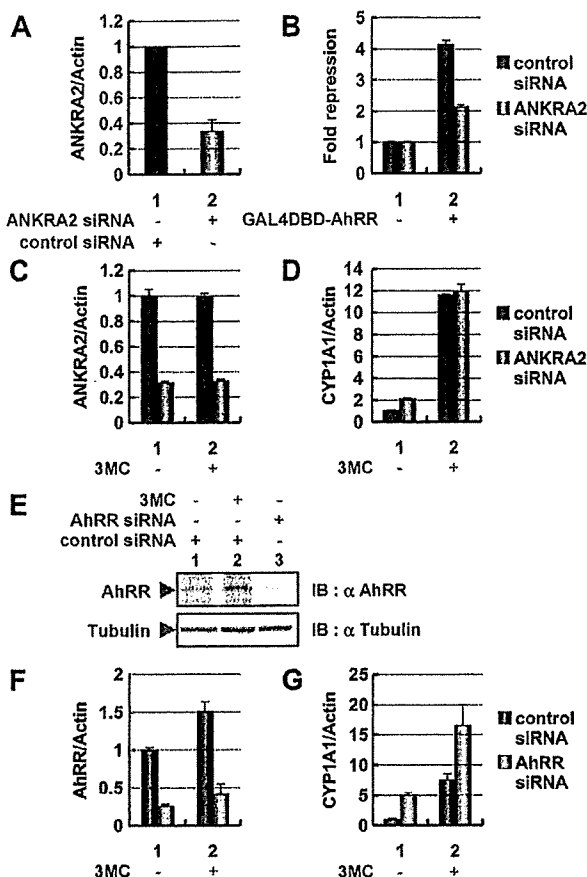 A
ANKRA2/Actin
1.2
1
0.8
0.6
0.4
0.2
0
1 2
ANKRA2 siRNA - +
control siRNA + -
B
Fold repression
5
4
3
2
1
0
1 2
GAL4DBD-AhRR - +
control
siRNA
ANKRA2
siRNA
C
ANKRA2/Actin
1.2
1
0.8
0.6
0.4
0.2
0
1 2
3MC - +
D
CYP1A1/Actin
14
12
10
8
6
4
2
0
1 2
3MC - +
control
siRNA
ANKRA2
siRNA
E
3MC - + -
AhRR siRNA - - +
control siRNA + + -
1 2 3
AhRR IB : α AhRR
Tubulin IB : α Tubulin
F
AhRR/Actin
2
1.5
1
0.5
0
1 2
3MC - +
G
CYP1A1/Actin
25
20
15
10
5
0
1 2
3MC - +
control
siRNA
AhRR
siRNA